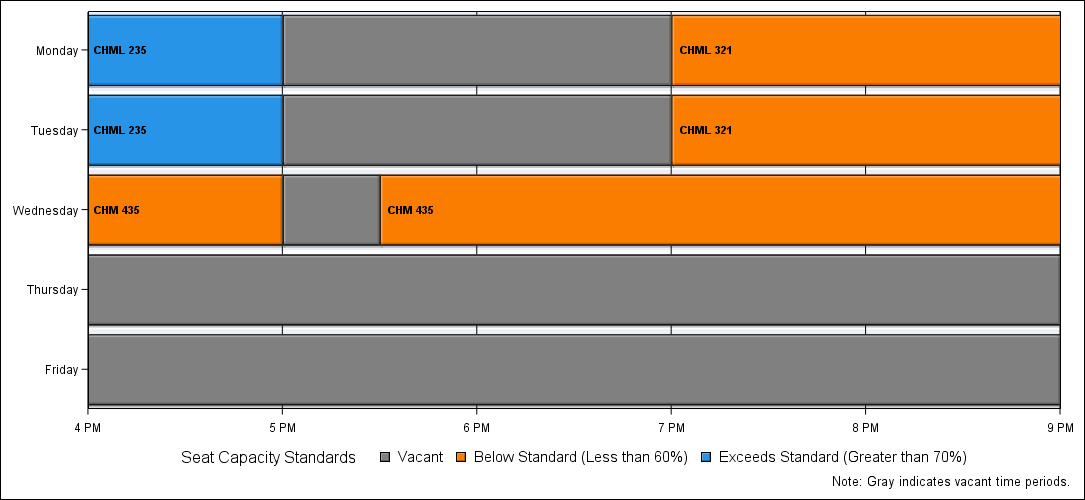 Monday CHML 235 CHML 321
Tuesday CHML 235 CHML 321
Wednesday CHM 435 CHM 435
Thursday
Friday
4 PM 5 PM 6 PM 7 PM 8 PM 9 PM
Seat Capacity Standards Vacant Below Standard (Less than 60%) Exceeds Standard (Greater than 70%)
Note: Gray indicates vacant time periods.